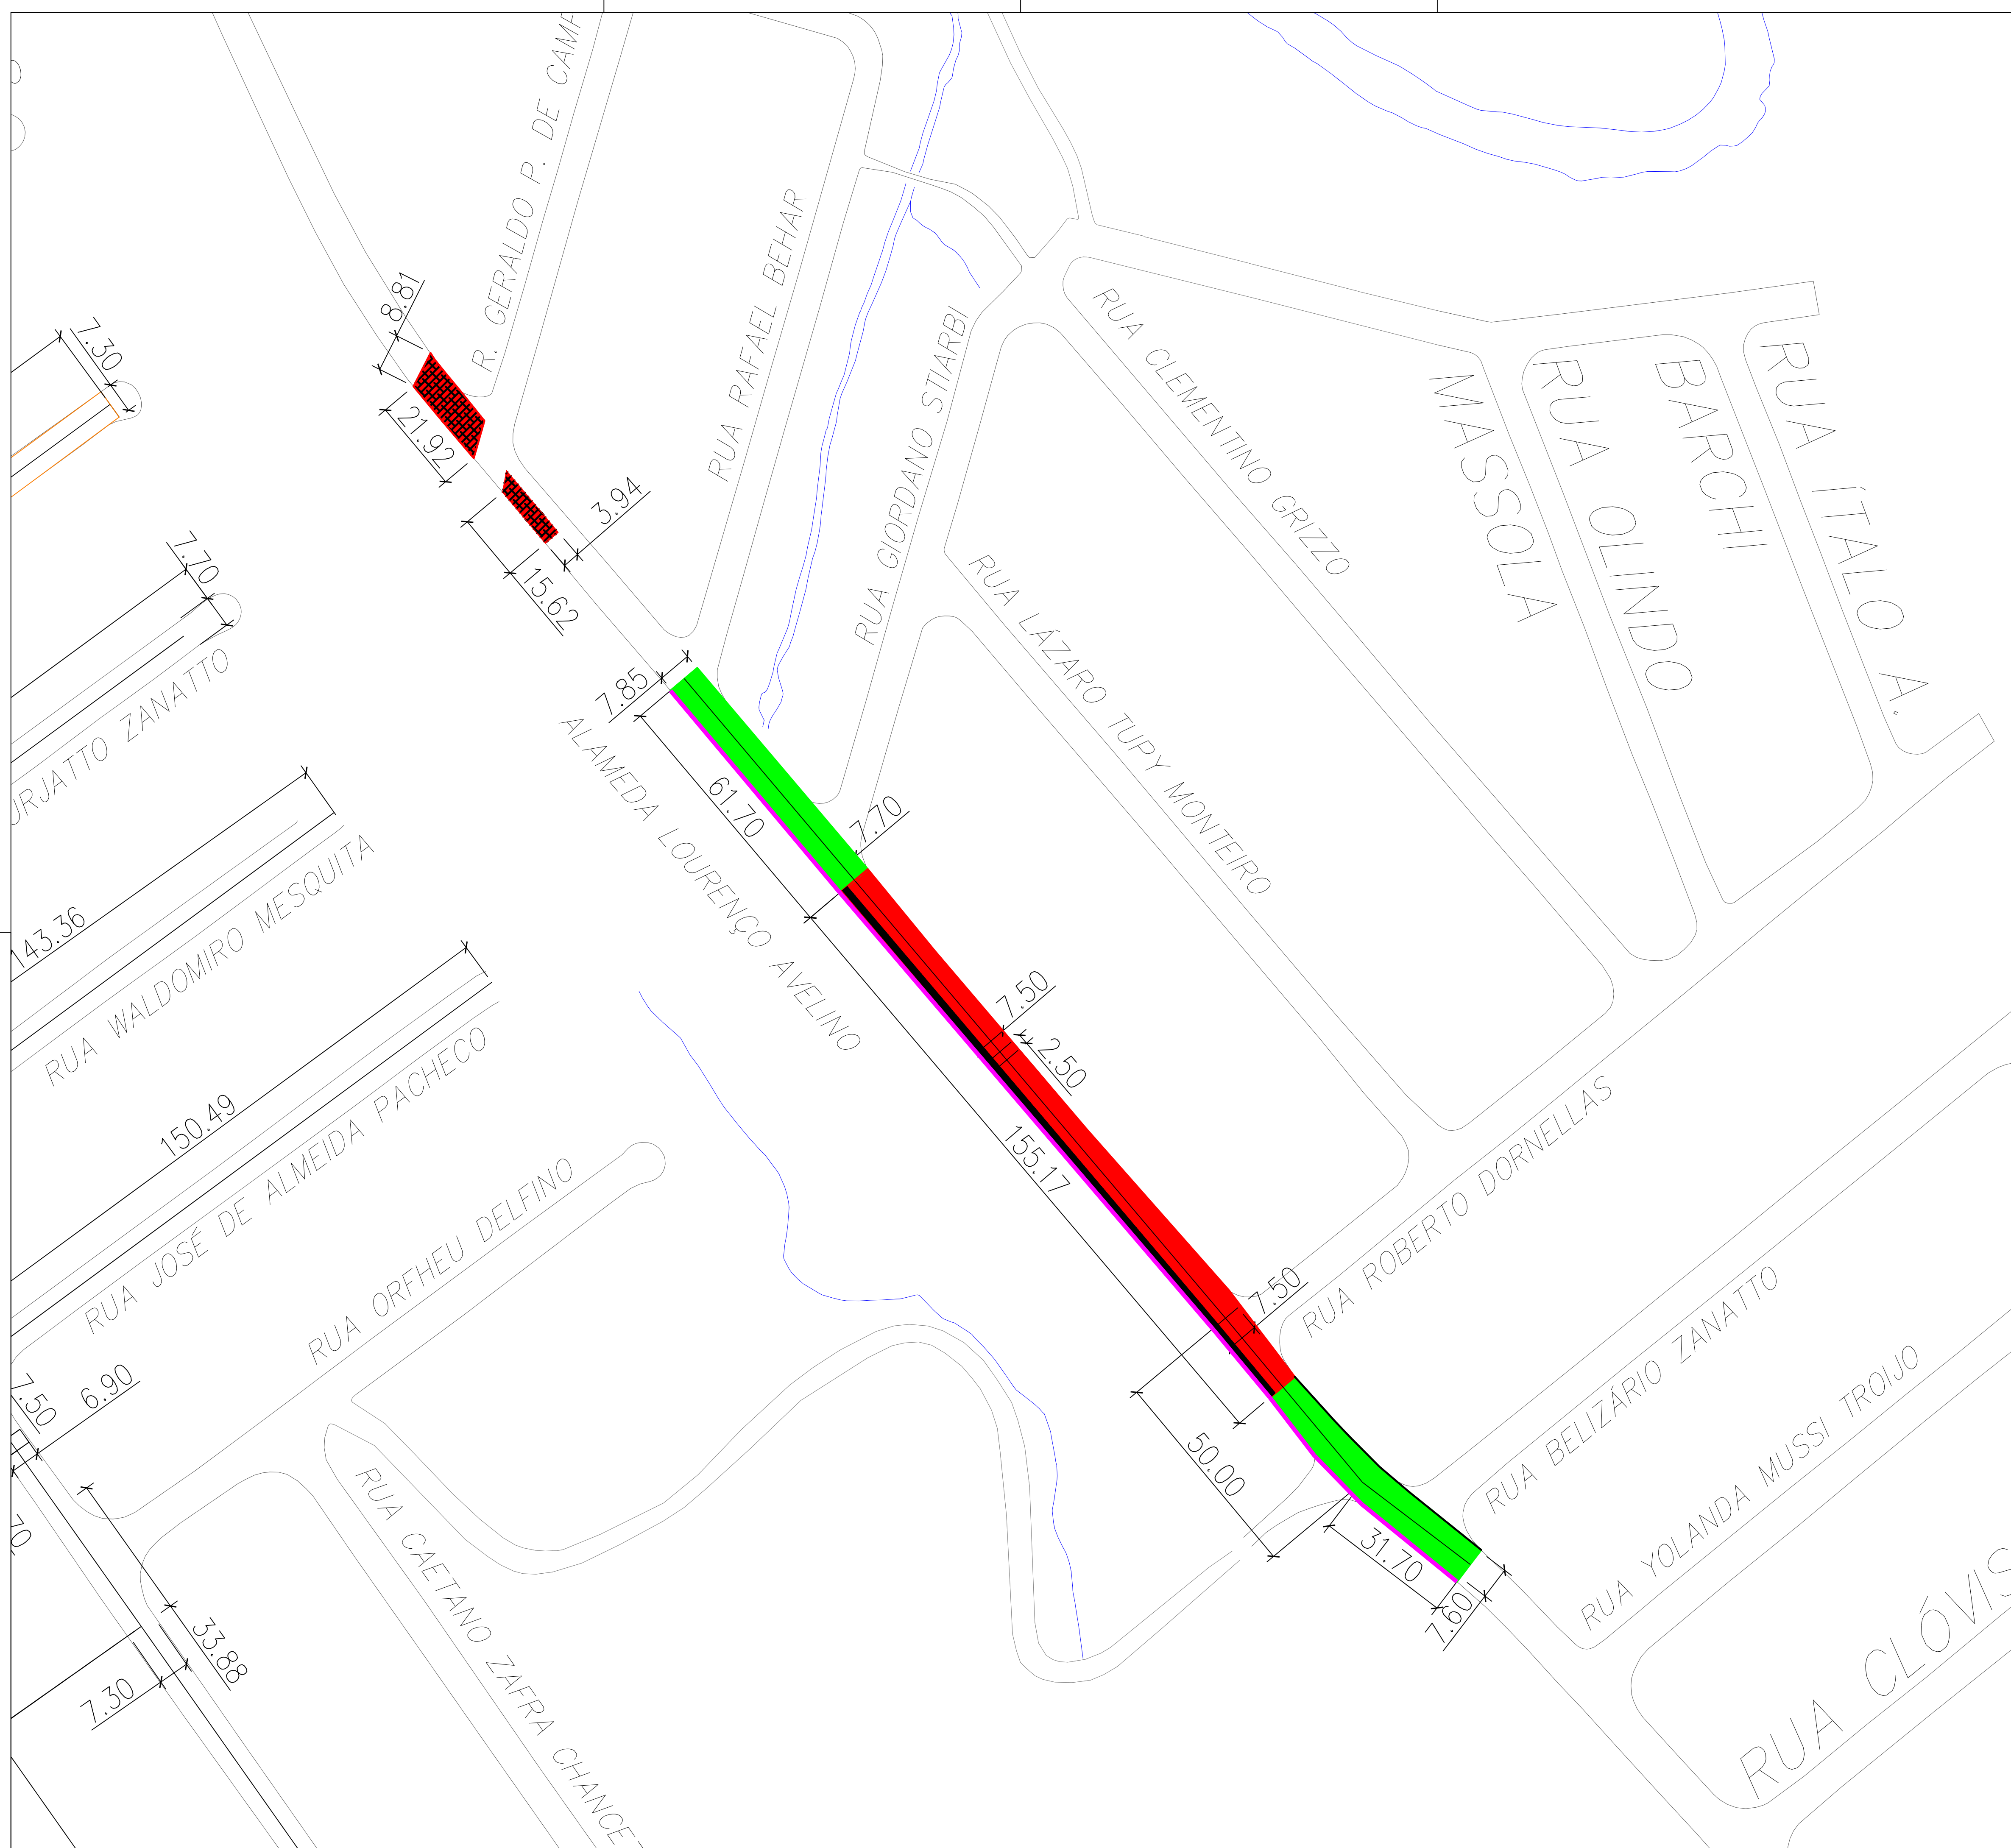 R. GERALDO P. DE CAMP
RUA RAFAEL BEHAR
RUA GIORDANO STIARBI
RUA CLEMENTINO GRIZZO
MASSOLA
RUA OLINDO
BARCHI
RUA ÍTALO A.
8.81
7.30
21.92
3.94
15.62
7.70
URJATTO ZANATTO
7.85
ALAMEDA LOURENÇO AVELINO
61.70
7.70
RUA LÁZARO TUPY MONTEIRO
143.36
RUA WALDOMIRO MESQUITA
7.50
2.50
155.17
150.49
RUA JOSÉ DE ALMEIDA PACHECO
RUA ORFHEU DELFINO
RUA ROBERTO DORNELLAS
7.50
RUA BELIZÁRIO ZANATTO
RUA YOLANDA MUSSI TROIJO
7.50
6.90
50.00
31.70
7.60
RUA CAETANO ZAFRA CHANCE
70
33.88
7.30
RUA CLÓVIS